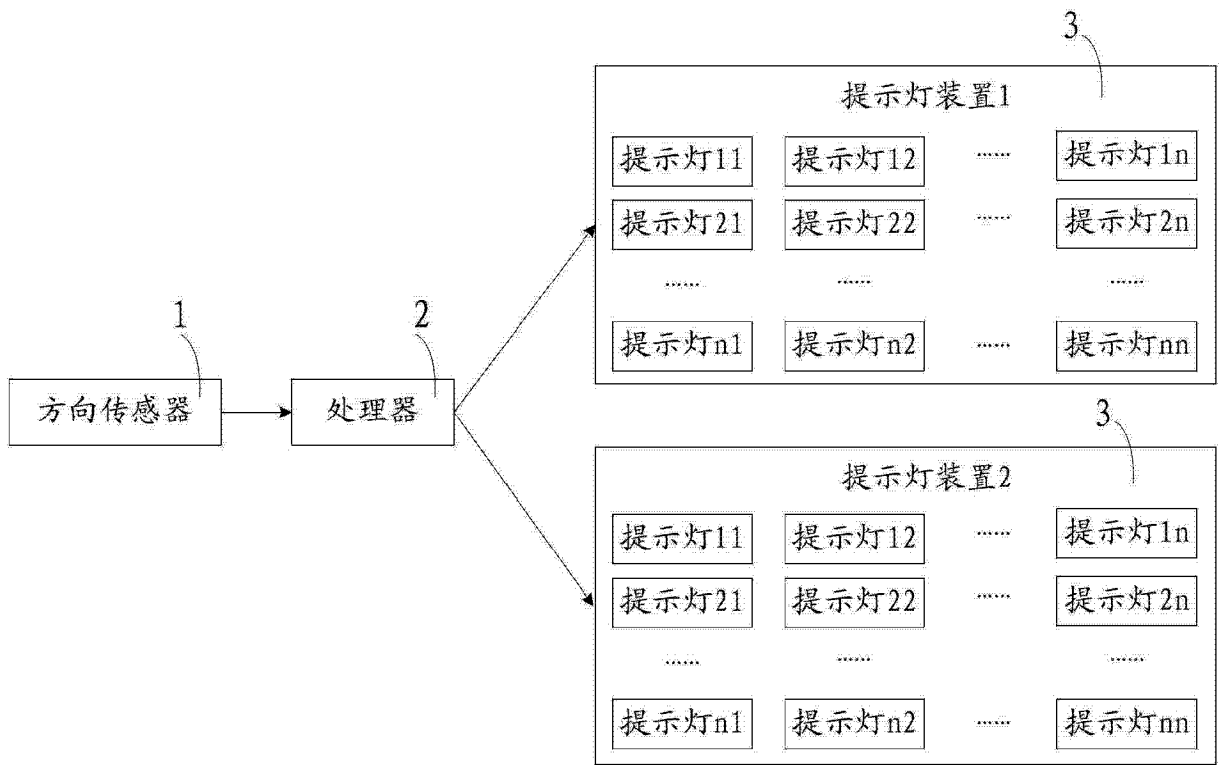 3
提示灯装置1
提示灯11 提示灯12 …… 提示灯1n
提示灯21 提示灯22 …… 提示灯2n
…… …… ……
提示灯n1 提示灯n2 …… 提示灯nn
1 2
方向传感器 处理器
3
提示灯装置2
提示灯11 提示灯12 …… 提示灯1n
提示灯21 提示灯22 …… 提示灯2n
…… …… ……
提示灯n1 提示灯n2 …… 提示灯nn